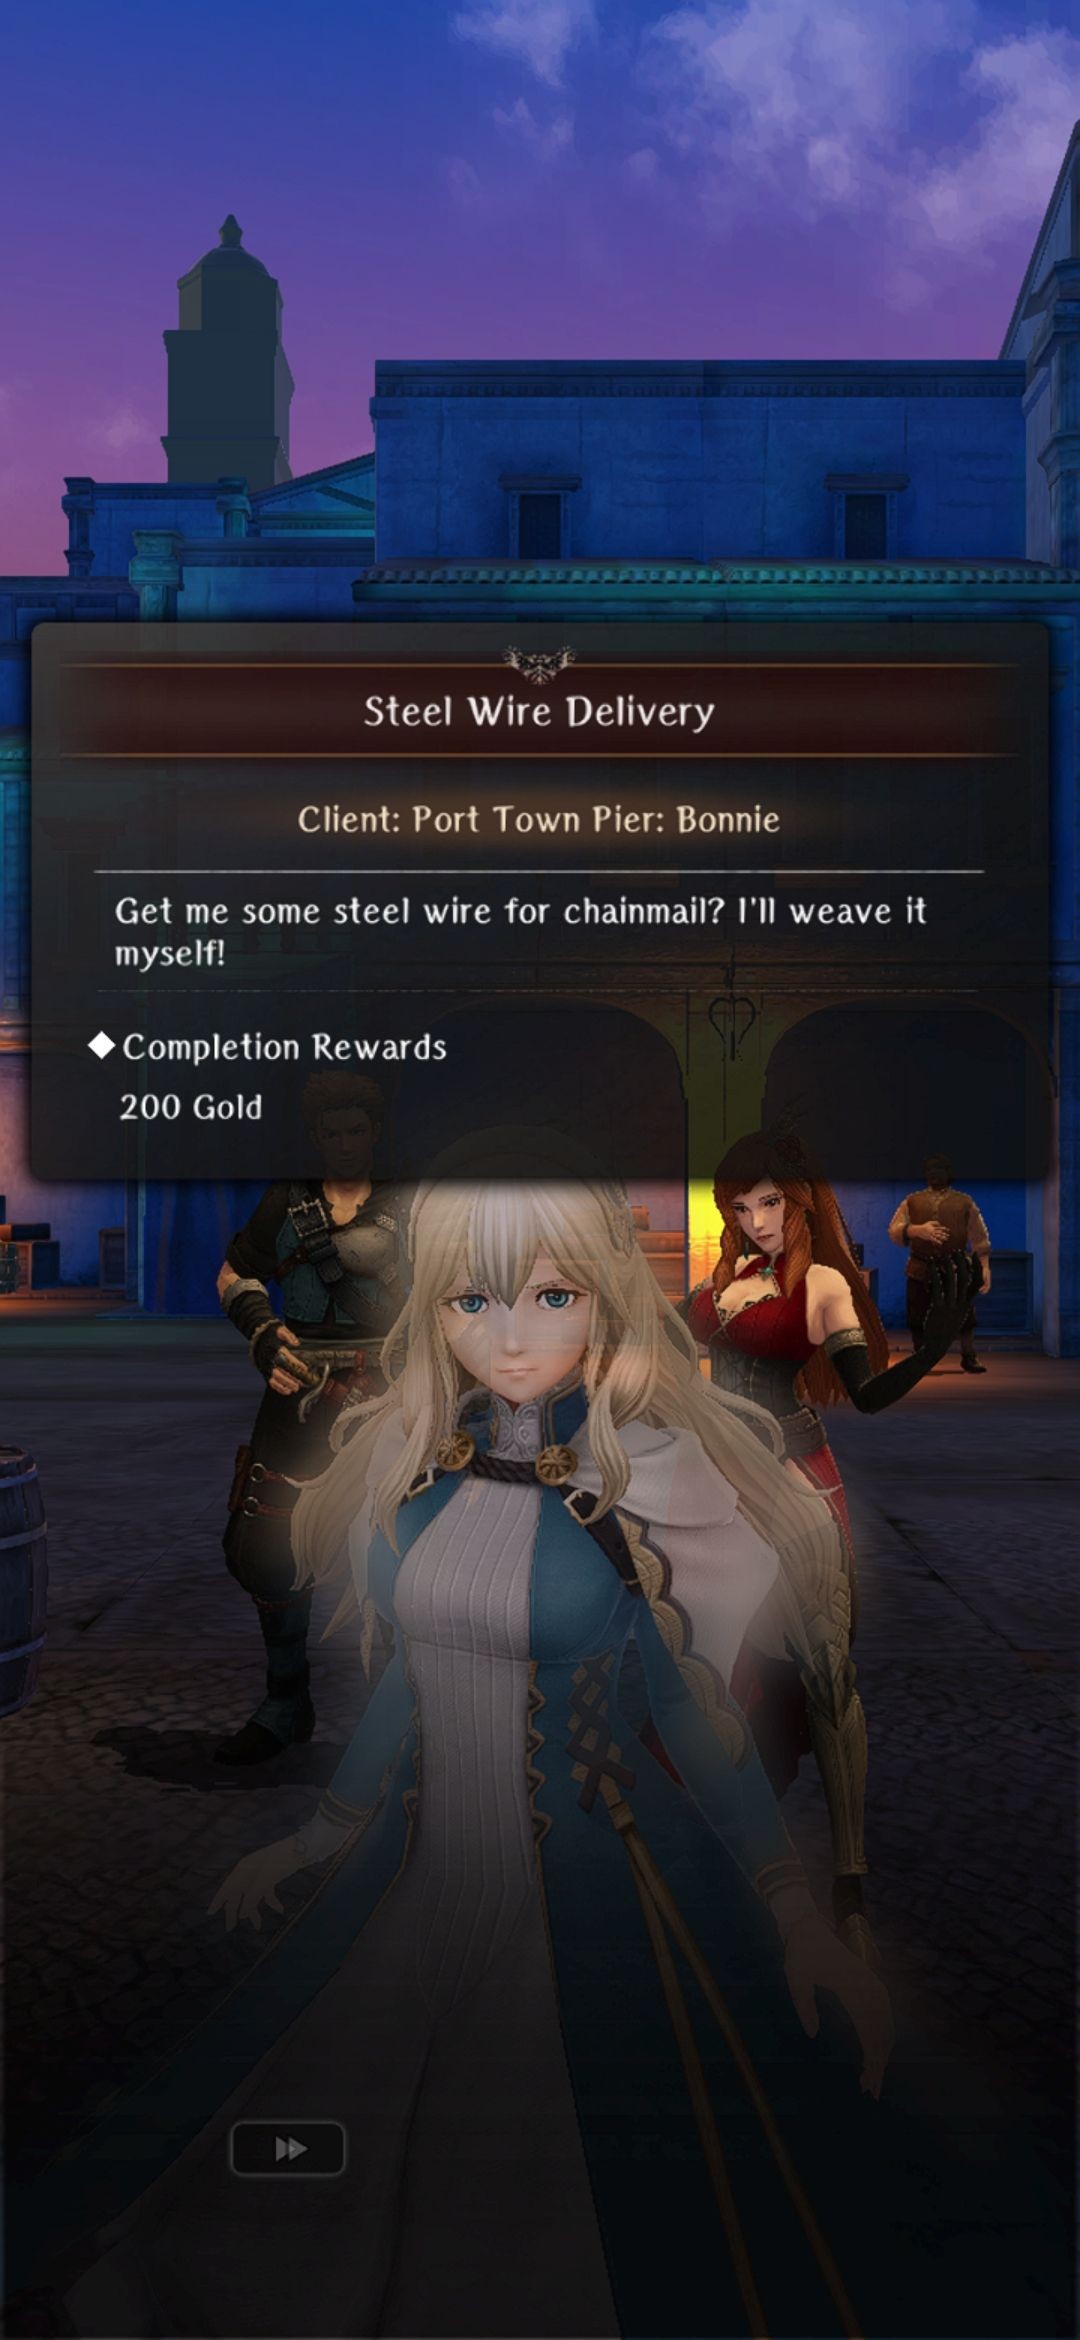 Steel Wire Delivery
Client: Port Town Pier: Bonnie
Get me some steel wire for chainmail? I'll weave it
myself!
Completion Rewards
200 Gold